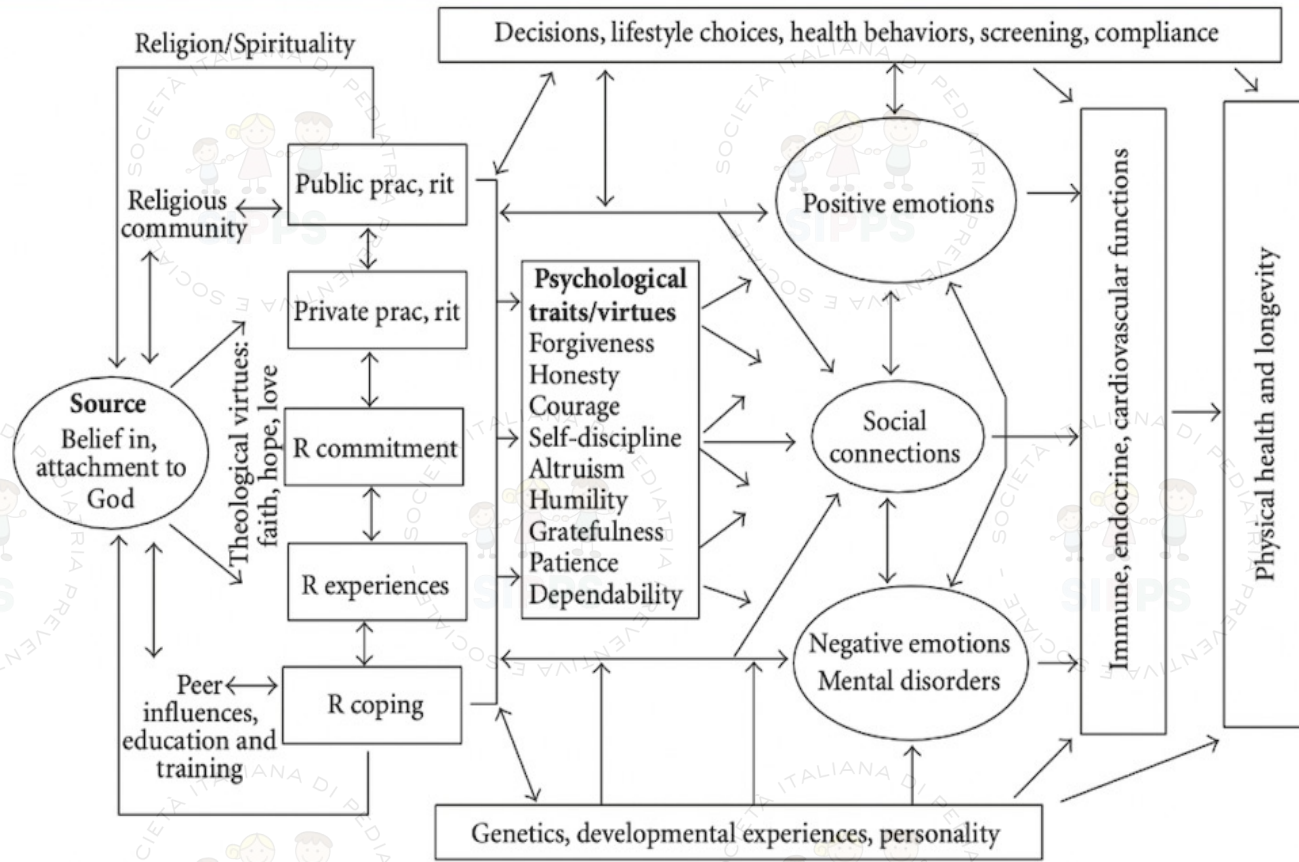 Religion/Spirituality
Decisions, lifestyle choices, health behaviors, screening, compliance
Public prac, rit
Religious
community
Private prac, rit
Theological virtues:
faith, hope, love
Source
Belief in,
attachment to
God
R commitment
R experiences
R coping
Peer
influences,
education and
training
Psychological
traits/virtues
Forgiveness
Honesty
Courage
Self-discipline
Altruism
Humility
Gratefulness
Patience
Dependability
Positive emotions
Social
connections
Negative emotions
Mental disorders
Immune, endocrine, cardiovascular functions
Physical health and longevity
Genetics, developmental experiences, personality
SOCIETÀ ITALIANA DI PEDIATRIA PREVENTIVA E SOCIALE
SIPPS